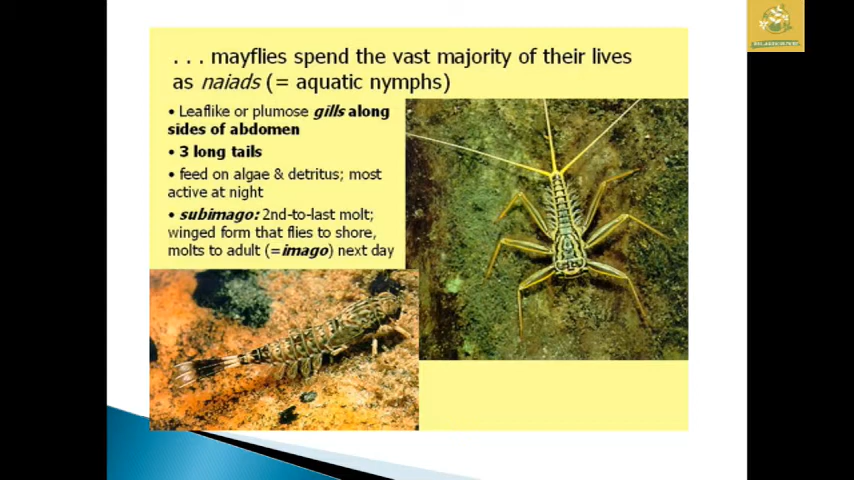 . . . mayflies spend the vast majority of their lives
as naiads (= aquatic nymphs)
• Leaflike or plumose gills along
sides of abdomen
• 3 long tails
• feed on algae & detritus; most
active at night
• subimago: 2nd-to-last molt;
winged form that flies to shore,
molts to adult (=imago) next day